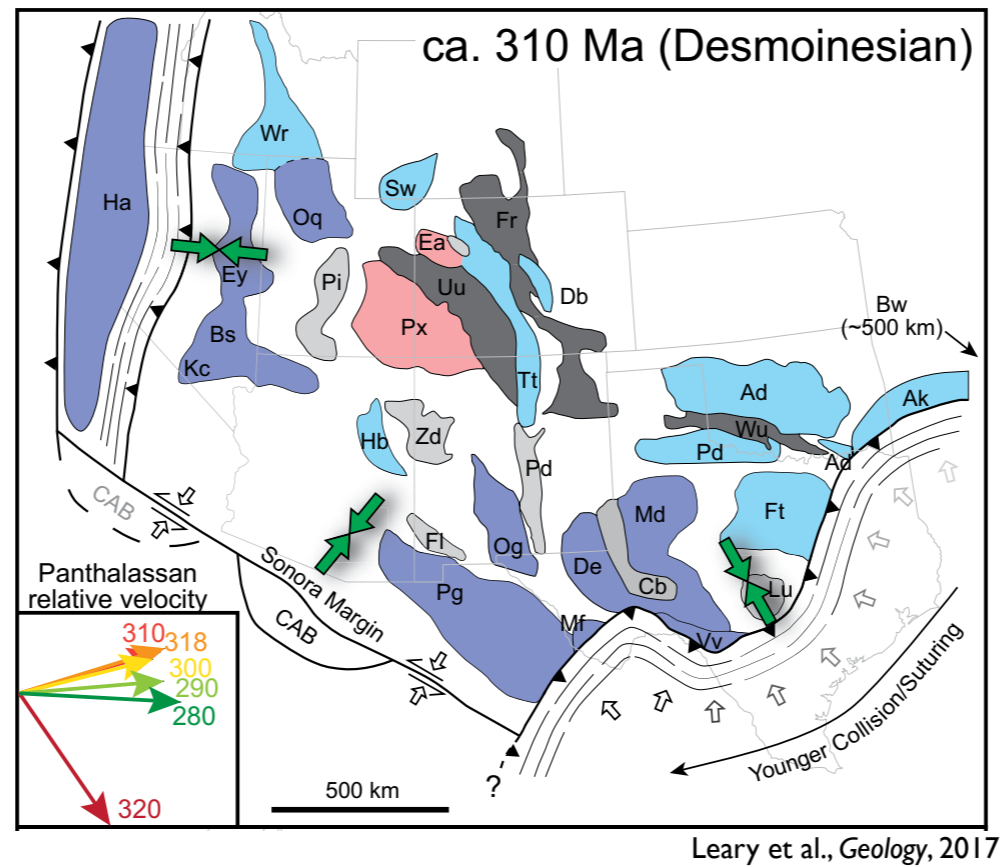 ca. 310 Ma (Desmoinesian)
Wr
Sw
Ha
Oq
Fr
Ea
Ey
Pi
Uu
Db
Bw
(~500 km)
Px
Bs
Kc
Tt
Ad
Ak
Wu
Hb
Zd
Pd
Pd
Ad
CAB
Md
Ft
Fl
Og
De
Cb
Lu
Pg
Sonora Margin
CAB
Mf
Vv
Panthalassan
relative velocity
310
318
300
290
280
320
Younger Collision/Suturing
?
500 km
Leary et al., Geology, 2017